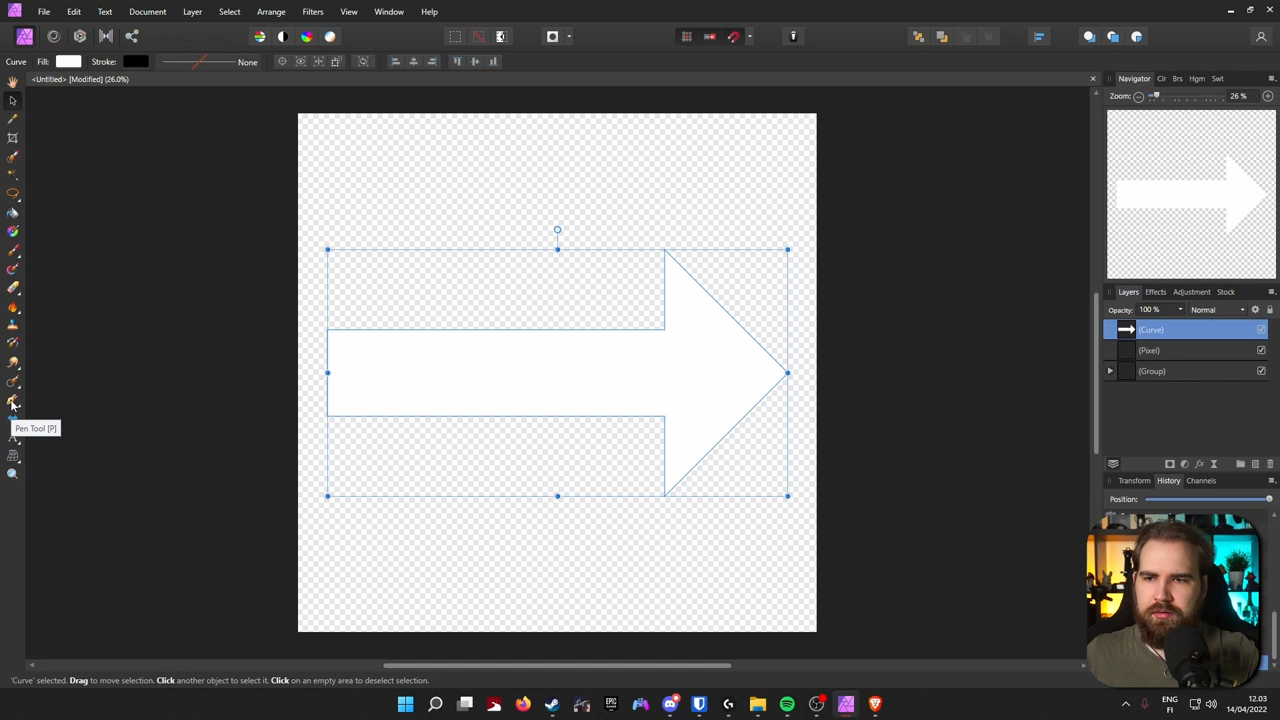 File Edit Text Document Layer Select Arrange Filters View Window Help
Curve Fill: Stroke: None
<Untitled> [Modified] (26.0%)
Navigator Clr Brs Hgm Swt
Zoom: 26 %
Layers Effects Adjustment Stock
Opacity: 100 % Normal
(Curve)
(Pixel)
(Group)
Pen Tool [P]
Transform History Channels
Position:
'Curve' selected. Drag to move selection. Click another object to select it. Click on an empty area to deselect selection.
EPIC
ENG
FI
12.03
14/04/2022